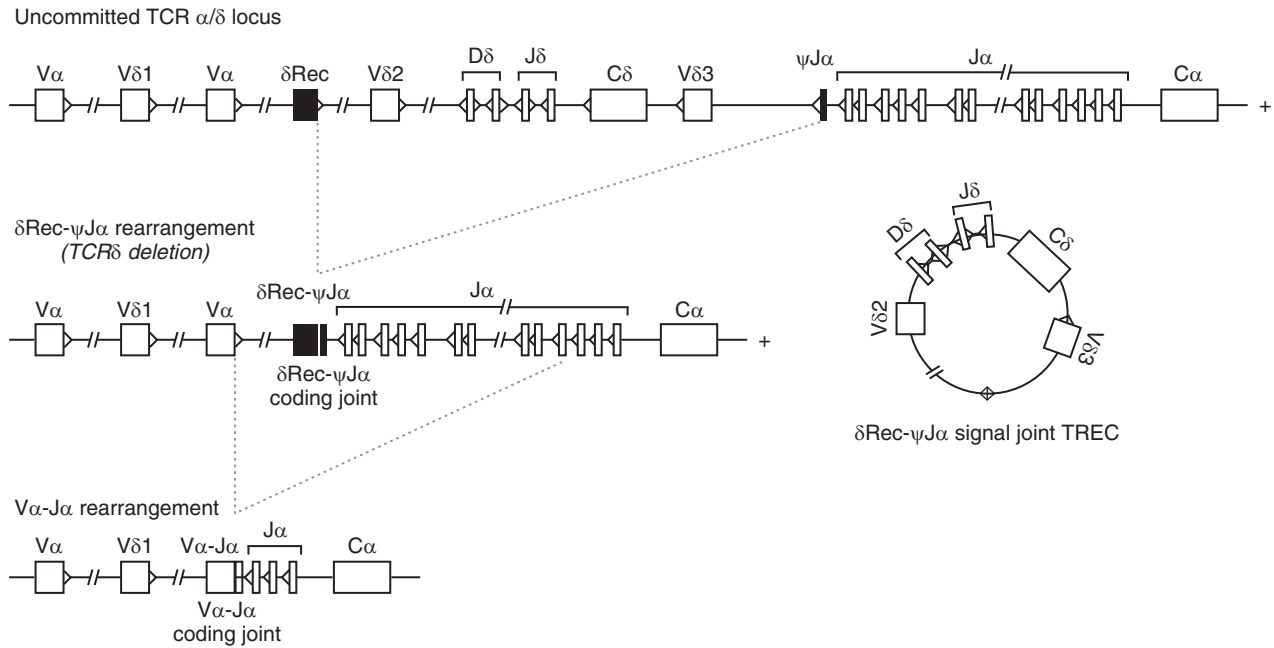 Uncommitted TCR α/δ locus
Vα Vδ1 Vα δRec Vδ2 Dδ Jδ Cδ Vδ3 ψJα Jα Cα
+
δRec-ψJα rearrangement
(TCRδ deletion)
Vα Vδ1 Vα δRec-ψJα Jα Cα
+
δRec-ψJα
coding joint
Vδ2 Dδ Jδ Cδ Vδ3
δRec-ψJα signal joint TREC
Vα-Jα rearrangement
Vα Vδ1 Vα-Jα Jα Cα
Vα-Jα
coding joint